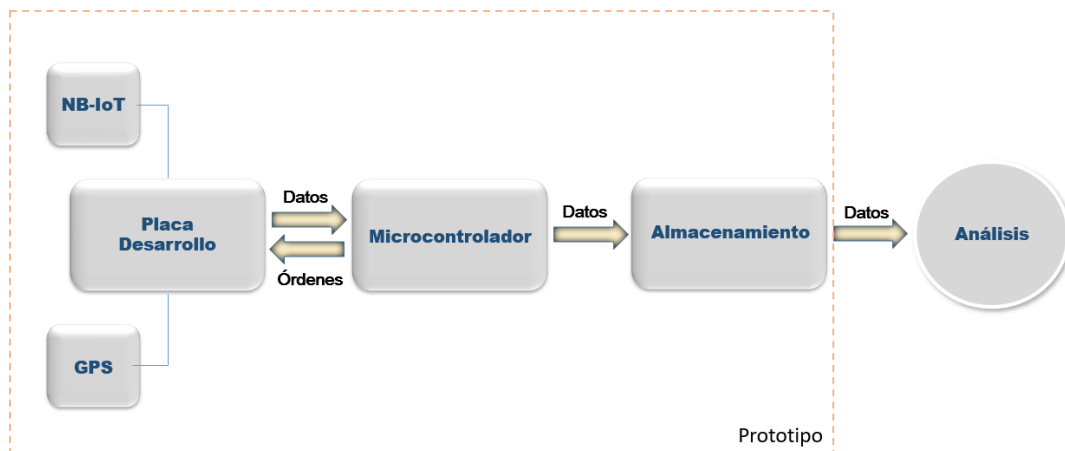 NB-IoT
Placa
Desarrollo
GPS
Datos
Órdenes
Microcontrolador
Datos
Almacenamiento
Datos
Análisis
Prototipo